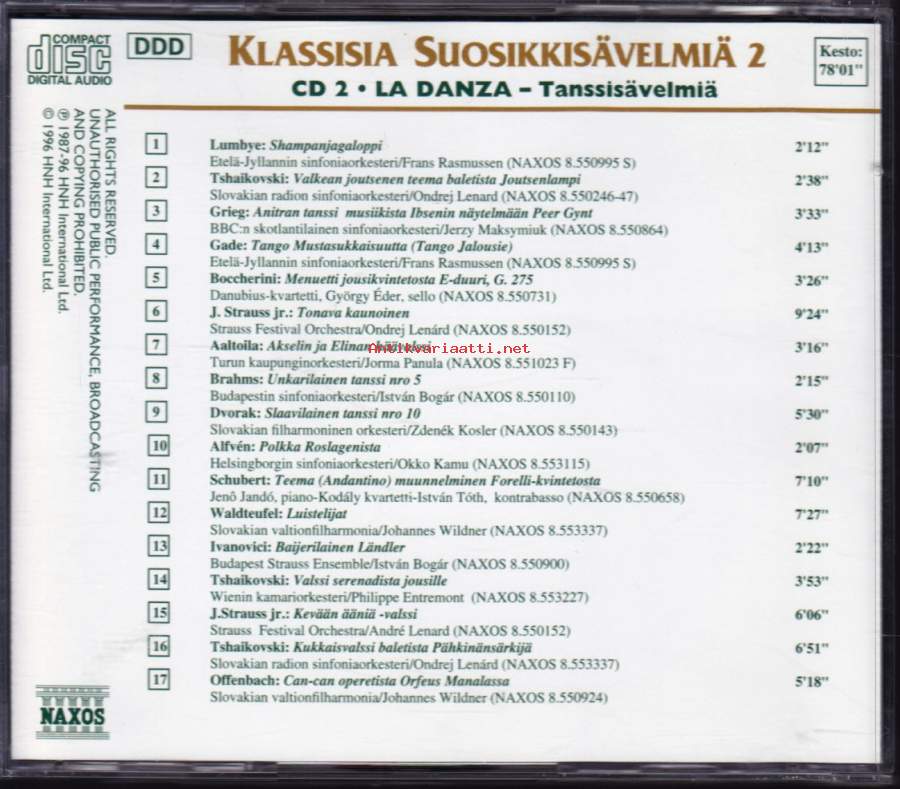 COMPACT
disc
DIGITAL AUDIO
DDD
KLASSISIA SUOSIKKISÄVELMIÄ 2
CD 2 • LA DANZA – Tanssisävelmiä
Kesto:
78'01"
ALL RIGHTS RESERVED.
UNAUTHORISED PUBLIC PERFORMANCE, BROADCASTING
AND COPYING PROHIBITED.
℗ 1987-96 HNH International Ltd.
© 1996 HNH International Ltd.
1 Lumbye: Shampanjagaloppi 2'12"
Etelä-Jyllannin sinfoniaorkesteri/Frans Rasmussen (NAXOS 8.550995 S)
2 Tshaikovski: Valkean joutsenen teema baletista Joutsenlampi 2'38"
Slovakian radion sinfoniaorkesteri/Ondrej Lenard (NAXOS 8.550246-47)
3 Grieg: Anitran tanssi musiikista Ibsenin näytelmään Peer Gynt 3'33"
BBC:n skotlantilainen sinfoniaorkesteri/Jerzy Maksymiuk (NAXOS 8.550864)
4 Gade: Tango Mustasukkaisuutta (Tango Jalousie) 4'13"
Etelä-Jyllannin sinfoniaorkesteri/Frans Rasmussen (NAXOS 8.550995 S)
5 Boccherini: Menuetti jousikvintetosta E-duuri, G. 275 3'26"
Danubius-kvartetti, György Éder, sello (NAXOS 8.550731)
6 J. Strauss jr.: Tonava kaunoinen 9'24"
Strauss Festival Orchestra/Ondrej Lenárd (NAXOS 8.550152)
7 Aaltoila: Akselin ja Elinan häävalssi 3'16"
Antikvariaatti.net
Turun kaupunginorkesteri/Jorma Panula (NAXOS 8.551023 F)
8 Brahms: Unkarilainen tanssi nro 5 2'15"
Budapestin sinfoniaorkesteri/István Bogár (NAXOS 8.550110)
9 Dvorak: Slaavilainen tanssi nro 10 5'30"
Slovakian filharmoninen orkesteri/Zdenék Kosler (NAXOS 8.550143)
10 Alfvén: Polkka Roslagenista 2'07"
Helsingborgin sinfoniaorkesteri/Okko Kamu (NAXOS 8.553115)
11 Schubert: Teema (Andantino) muunnelminen Forelli-kvintetosta 7'10"
Jenô Jandó, piano-Kodály kvartetti-István Tóth, kontrabasso (NAXOS 8.550658)
12 Waldteufel: Luistelijat 7'27"
Slovakian valtionfilharmonia/Johannes Wildner (NAXOS 8.553337)
13 Ivanovici: Baijerilainen Ländler 2'22"
Budapest Strauss Ensemble/István Bogár (NAXOS 8.550900)
14 Tshaikovski: Valssi serenadista jousille 3'53"
Wienin kamariorkesteri/Philippe Entremont (NAXOS 8.553227)
15 J.Strauss jr.: Kevään ääniä -valssi 6'06"
Strauss Festival Orchestra/André Lenard (NAXOS 8.550152)
16 Tshaikovski: Kukkaisvalssi baletista Pähkinänsärkijä 6'51"
Slovakian radion sinfoniaorkesteri/Ondrej Lenárd (NAXOS 8.553337)
17 Offenbach: Can-can operetista Orfeus Manalassa 5'18"
Slovakian valtionfilharmonia/Johannes Wildner (NAXOS 8.550924)
NAXOS